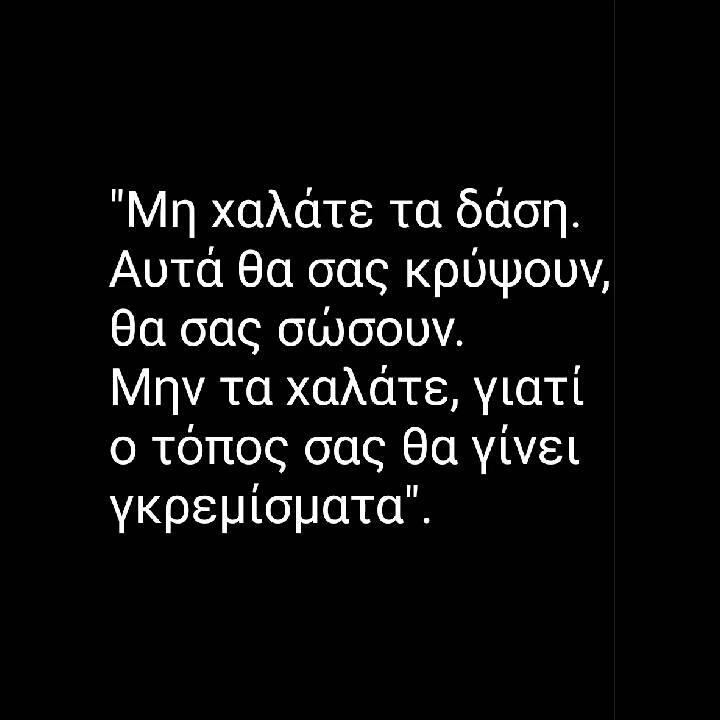 "Μη χαλάτε τα δάση.
Αυτά θα σας κρύψουν,
θα σας σώσουν.
Μην τα χαλάτε, γιατί
ο τόπος σας θα γίνει
γκρεμίσματα".